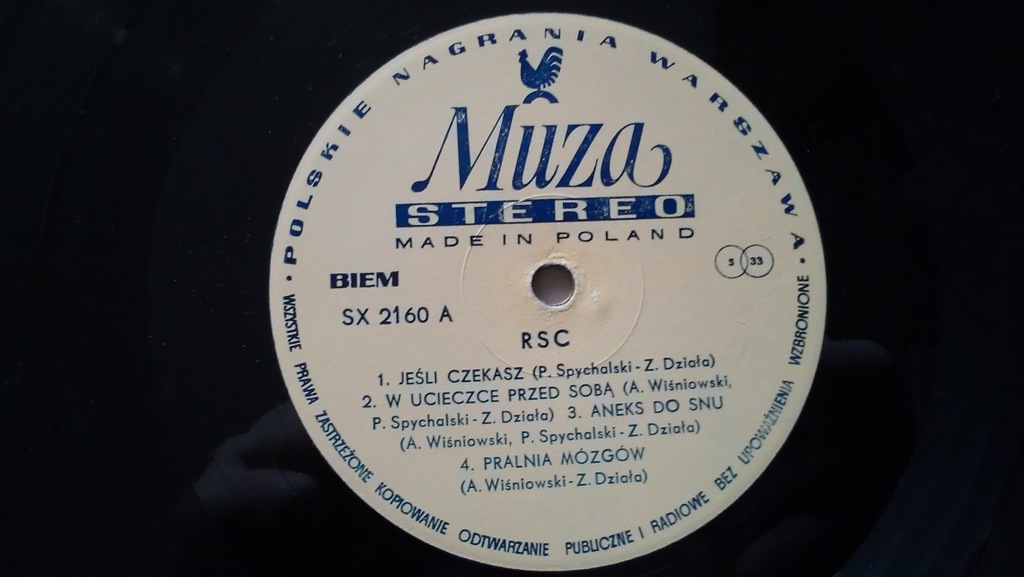 • POLSKIE NAGRANIA WARSZAWA •
Muza
STEREO
MADE IN POLAND
BIEM
S 33
SX 2160 A
RSC
1. JEŚLI CZEKASZ (P. Spychalski - Z. Działa)
2. W UCIECZCE PRZED SOBĄ (A. Wiśniowski,
P. Spychalski - Z. Działa) 3. ANEKS DO SNU
(A. Wiśniowski, P. Spychalski - Z. Działa)
4. PRALNIA MÓZGÓW
(A. Wiśniowski - Z. Działa)
WSZYSTKIE PRAWA ZASTRZEŻONE KOPIOWANIE ODTWARZANIE PUBLICZNE I RADIOWE BEZ UPOWAŻNIENIA WZBRONIONE